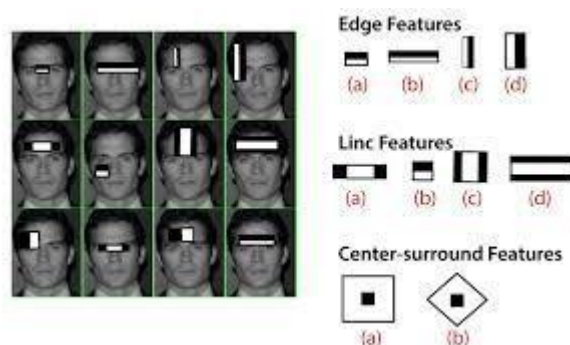 Edge Features
(a) (b) (c) (d)
Linc Features
(a) (b) (c) (d)
Center-surround Features
(a) (b)